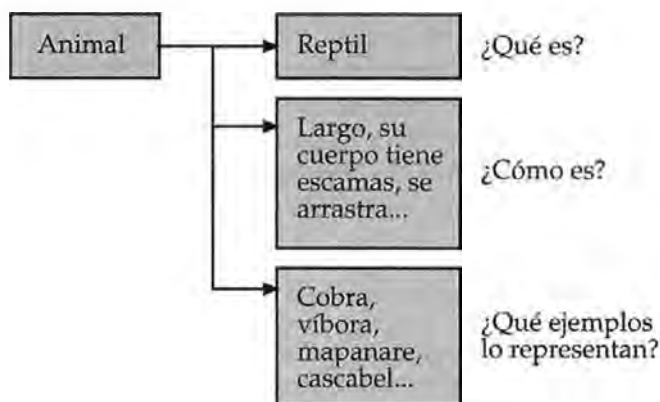 Animal
Reptil
¿Qué es?
Largo, su
cuerpo tiene
escamas, se
arrastra...
¿Cómo es?
Cobra,
víbora,
mapanare,
cascabel...
¿Qué ejemplos
lo representan?